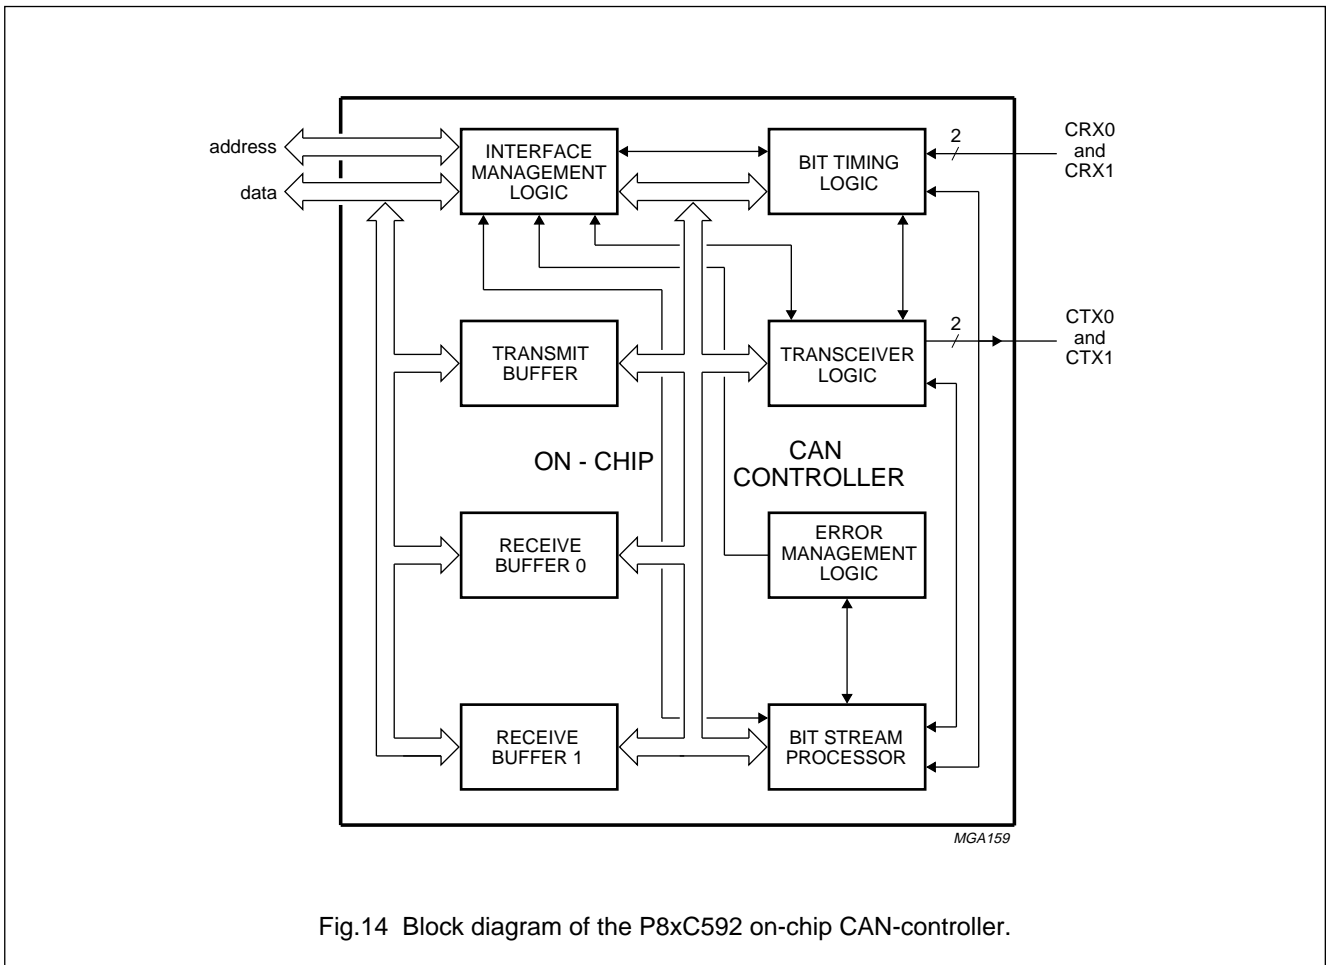 address
data
INTERFACE
MANAGEMENT
LOGIC
BIT TIMING
LOGIC
2
CRX0
and
CRX1
TRANSMIT
BUFFER
TRANSCEIVER
LOGIC
2
CTX0
and
CTX1
ON - CHIP
CAN
CONTROLLER
RECEIVE
BUFFER 0
ERROR
MANAGEMENT
LOGIC
RECEIVE
BUFFER 1
BIT STREAM
PROCESSOR
MGA159
Fig.14 Block diagram of the P8xC592 on-chip CAN-controller.